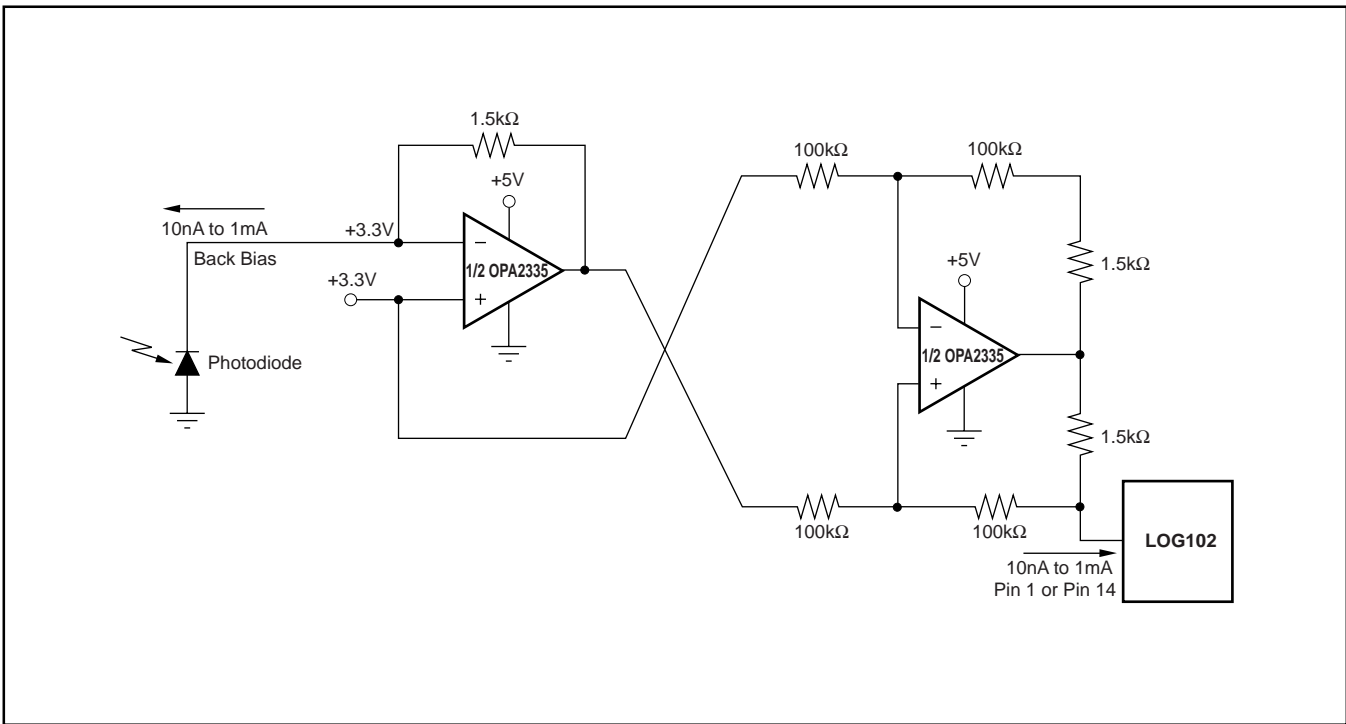 1.5kΩ
+5V
10nA to 1mA
Back Bias
+3.3V
+3.3V
1/2 OPA2335
−
+
Photodiode
100kΩ
100kΩ
1.5kΩ
+5V
1/2 OPA2335
−
+
1.5kΩ
100kΩ
100kΩ
10nA to 1mA
Pin 1 or Pin 14
LOG102